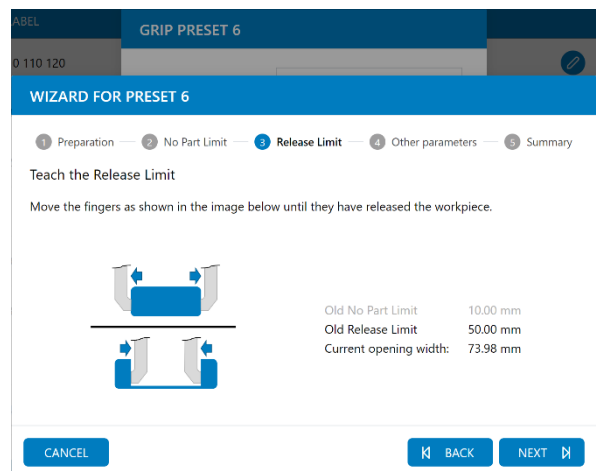 ABEL
GRIP PRESET 6
0 110 120
WIZARD FOR PRESET 6
1 Preparation 2 No Part Limit 3 Release Limit 4 Other parameters 5 Summary
Teach the Release Limit
Move the fingers as shown in the image below until they have released the workpiece.
Old No Part Limit 10.00 mm
Old Release Limit 50.00 mm
Current opening width: 73.98 mm
CANCEL BACK NEXT